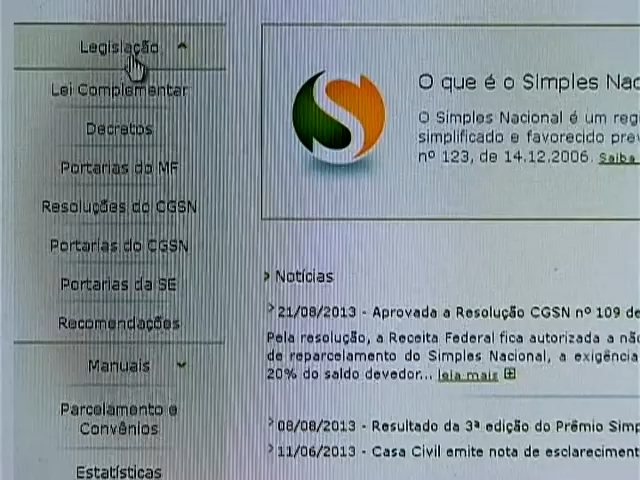 Legislação
Lei Complementar
Decretos
Portarias do MF
Resoluções do CGSN
Portarias do CGSN
Portarias da SE
Recomendações
Manuais
Parcelamento e
Convênios
Estatísticas
O que é o Simples Nac
O Simples Nacional é um regi
simplificado e favorecido prev
nº 123, de 14.12.2006. Saiba
Notícias
21/08/2013 - Aprovada a Resolução CGSN nº 109 de
Pela resolução, a Receita Federal fica autorizada a não
de reparcelamento do Simples Nacional, a exigência
20% do saldo devedor... leia mais
08/08/2013 - Resultado da 3ª edição do Prêmio Simp
11/06/2013 - Casa Civil emite nota de esclareciment